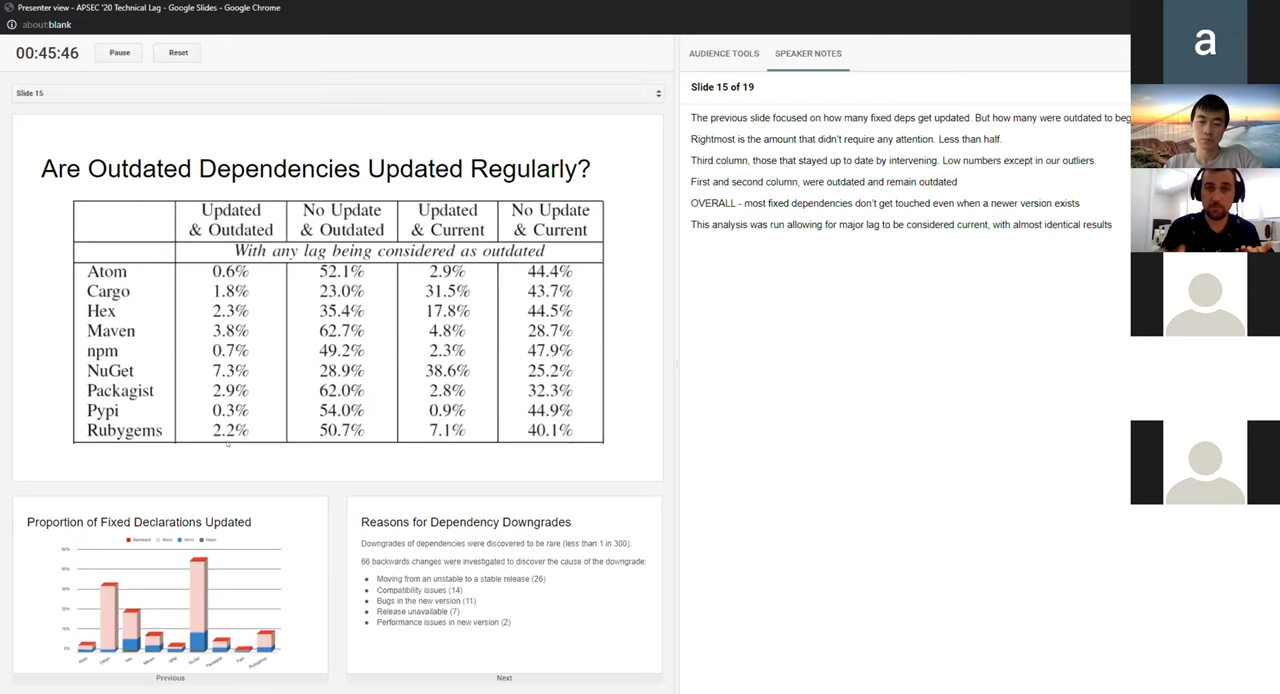 Presenter view - APSEC '20 Technical Lag - Google Slides - Google Chrome
about:blank
00:45:46 Pause Reset
Slide 15
Are Outdated Dependencies Updated Regularly?
Updated & Outdated No Update & Outdated Updated & Current No Update & Current
With any lag being considered as outdated
Atom 0.6% 52.1% 2.9% 44.4%
Cargo 1.8% 23.0% 31.5% 43.7%
Hex 2.3% 35.4% 17.8% 44.5%
Maven 3.8% 62.7% 4.8% 28.7%
npm 0.7% 49.2% 2.3% 47.9%
NuGet 7.3% 28.9% 38.6% 25.2%
Packagist 2.9% 62.0% 2.8% 32.3%
Pypi 0.3% 54.0% 0.9% 44.9%
Rubygems 2.2% 50.7% 7.1% 40.1%
Proportion of Fixed Declarations Updated
Previous
Reasons for Dependency Downgrades
Downgrades of dependencies were discovered to be rare (less than 1 in 300).
66 backwards changes were investigated to discover the cause of the downgrade:
Moving from an unstable to a stable release (26)
Compatibility issues (14)
Bugs in the new version (11)
Release unavailable (7)
Performance issues in new version (2)
Next
AUDIENCE TOOLS SPEAKER NOTES
Slide 15 of 19
The previous slide focused on how many fixed deps get updated. But how many were outdated to beg
Rightmost is the amount that didn't require any attention. Less than half.
Third column, those that stayed up to date by intervening. Low numbers except in our outliers.
First and second column, were outdated and remain outdated
OVERALL - most fixed dependencies don't get touched even when a newer version exists
This analysis was run allowing for major lag to be considered current, with almost identical results
a